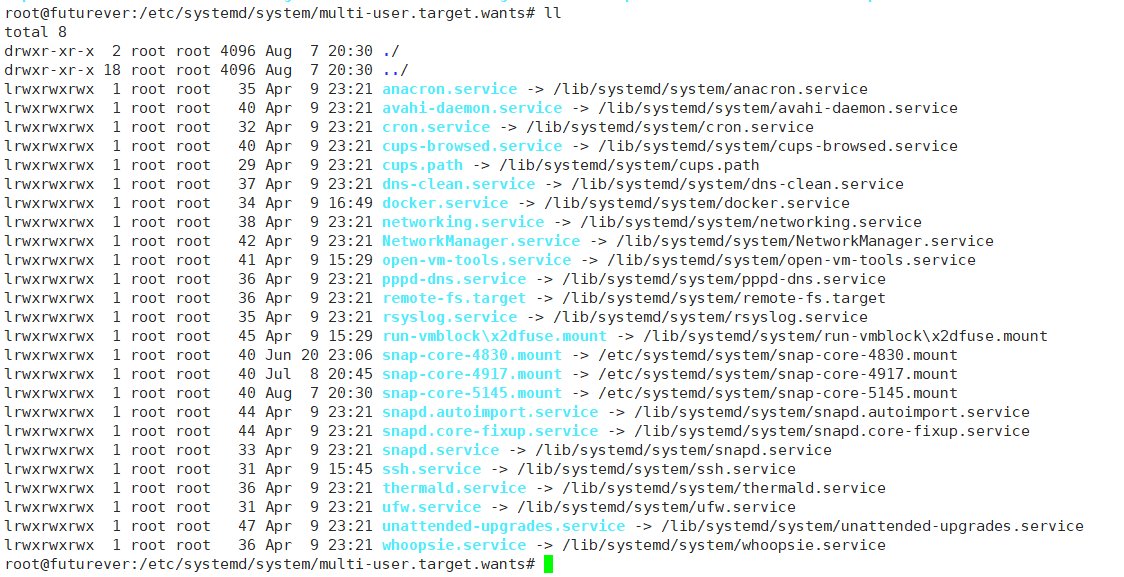 root@futurever:/etc/systemd/system/multi-user.target.wants# ll
total 8
drwxr-xr-x  2 root root 4096 Aug  7 20:30 ./
drwxr-xr-x 18 root root 4096 Aug  7 20:30 ../
lrwxrwxrwx  1 root root   35 Apr  9 23:21 anacron.service -> /lib/systemd/system/anacron.service
lrwxrwxrwx  1 root root   40 Apr  9 23:21 avahi-daemon.service -> /lib/systemd/system/avahi-daemon.service
lrwxrwxrwx  1 root root   32 Apr  9 23:21 cron.service -> /lib/systemd/system/cron.service
lrwxrwxrwx  1 root root   40 Apr  9 23:21 cups-browsed.service -> /lib/systemd/system/cups-browsed.service
lrwxrwxrwx  1 root root   29 Apr  9 23:21 cups.path -> /lib/systemd/system/cups.path
lrwxrwxrwx  1 root root   37 Apr  9 23:21 dns-clean.service -> /lib/systemd/system/dns-clean.service
lrwxrwxrwx  1 root root   34 Apr  9 16:49 docker.service -> /lib/systemd/system/docker.service
lrwxrwxrwx  1 root root   38 Apr  9 23:21 networking.service -> /lib/systemd/system/networking.service
lrwxrwxrwx  1 root root   42 Apr  9 23:21 NetworkManager.service -> /lib/systemd/system/NetworkManager.service
lrwxrwxrwx  1 root root   41 Apr  9 15:29 open-vm-tools.service -> /lib/systemd/system/open-vm-tools.service
lrwxrwxrwx  1 root root   36 Apr  9 23:21 pppd-dns.service -> /lib/systemd/system/pppd-dns.service
lrwxrwxrwx  1 root root   36 Apr  9 23:21 remote-fs.target -> /lib/systemd/system/remote-fs.target
lrwxrwxrwx  1 root root   35 Apr  9 23:21 rsyslog.service -> /lib/systemd/system/rsyslog.service
lrwxrwxrwx  1 root root   45 Apr  9 15:29 run-vmblock\x2dfuse.mount -> /lib/systemd/system/run-vmblock\x2dfuse.mount
lrwxrwxrwx  1 root root   40 Jun 20 23:06 snap-core-4830.mount -> /etc/systemd/system/snap-core-4830.mount
lrwxrwxrwx  1 root root   40 Jul  8 20:45 snap-core-4917.mount -> /etc/systemd/system/snap-core-4917.mount
lrwxrwxrwx  1 root root   40 Aug  7 20:30 snap-core-5145.mount -> /etc/systemd/system/snap-core-5145.mount
lrwxrwxrwx  1 root root   44 Apr  9 23:21 snapd.autoimport.service -> /lib/systemd/system/snapd.autoimport.service
lrwxrwxrwx  1 root root   44 Apr  9 23:21 snapd.core-fixup.service -> /lib/systemd/system/snapd.core-fixup.service
lrwxrwxrwx  1 root root   33 Apr  9 23:21 snapd.service -> /lib/systemd/system/snapd.service
lrwxrwxrwx  1 root root   31 Apr  9 15:45 ssh.service -> /lib/systemd/system/ssh.service
lrwxrwxrwx  1 root root   36 Apr  9 23:21 thermald.service -> /lib/systemd/system/thermald.service
lrwxrwxrwx  1 root root   31 Apr  9 23:21 ufw.service -> /lib/systemd/system/ufw.service
lrwxrwxrwx  1 root root   47 Apr  9 23:21 unattended-upgrades.service -> /lib/systemd/system/unattended-upgrades.service
lrwxrwxrwx  1 root root   36 Apr  9 23:21 whoopsie.service -> /lib/systemd/system/whoopsie.service
root@futurever:/etc/systemd/system/multi-user.target.wants#